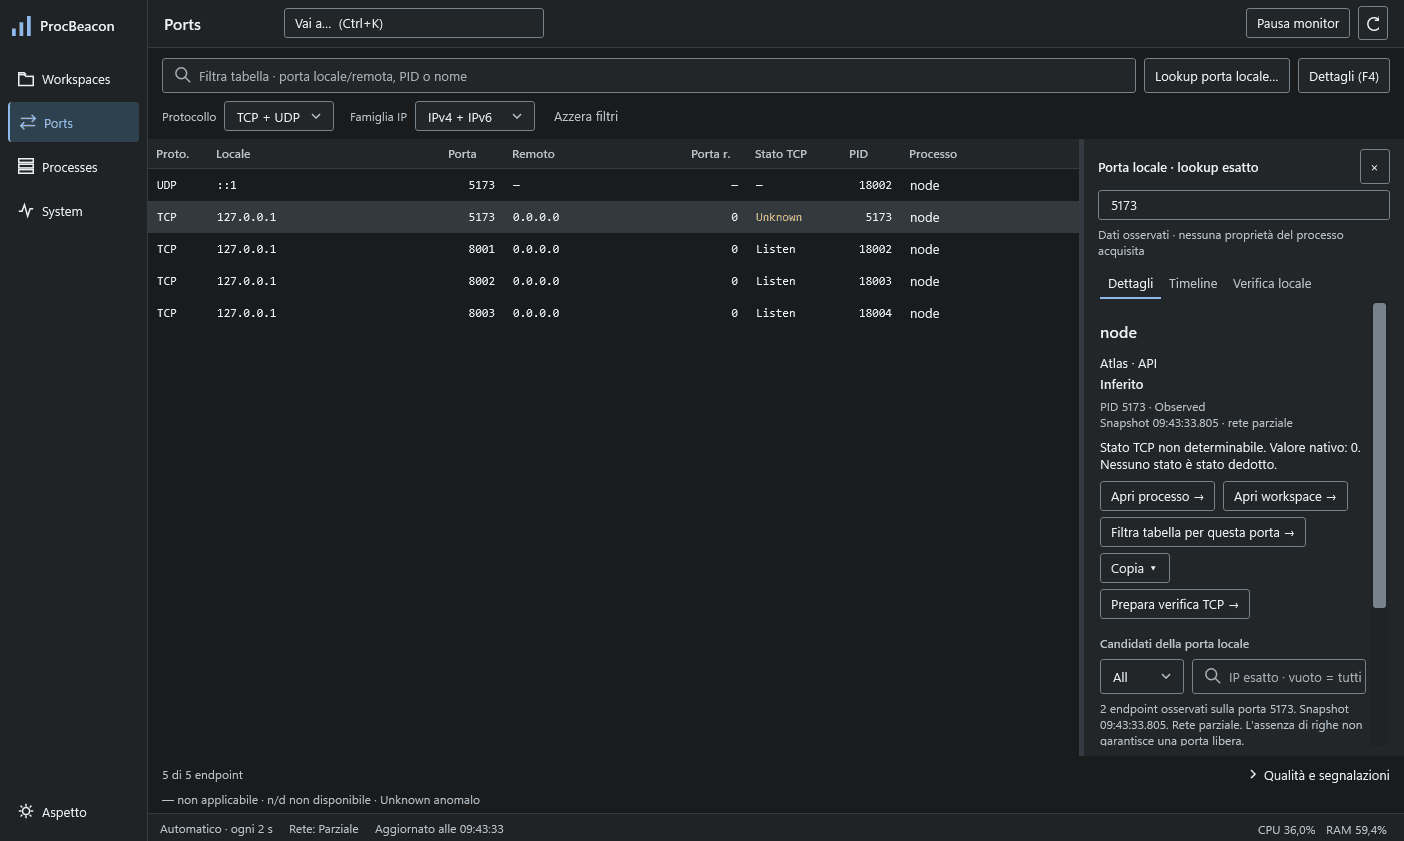 ProcBeacon
Workspaces
Ports
Processes
System
Aspetto
Ports
Vai a... (Ctrl+K)
Pausa monitor
Filtra tabella · porta locale/remota, PID o nome
Lookup porta locale...
Dettagli (F4)
Protocollo
TCP + UDP
Famiglia IP
IPv4 + IPv6
Azzera filtri
Proto. Locale Porta Remoto Porta r. Stato TCP PID Processo
UDP ::1 5173 — — — 18002 node
TCP 127.0.0.1 5173 0.0.0.0 0 Unknown 5173 node
TCP 127.0.0.1 8001 0.0.0.0 0 Listen 18002 node
TCP 127.0.0.1 8002 0.0.0.0 0 Listen 18003 node
TCP 127.0.0.1 8003 0.0.0.0 0 Listen 18004 node
Porta locale · lookup esatto
×
5173
Dati osservati · nessuna proprietà del processo
acquisita
Dettagli Timeline Verifica locale
node
Atlas · API
Inferito
PID 5173 · Observed
Snapshot 09:43:33.805 · rete parziale
Stato TCP non determinabile. Valore nativo: 0.
Nessuno stato è stato dedotto.
Apri processo →
Apri workspace →
Filtra tabella per questa porta →
Copia ▾
Prepara verifica TCP →
Candidati della porta locale
All
IP esatto · vuoto = tutti
2 endpoint osservati sulla porta 5173. Snapshot
09:43:33.805. Rete parziale. L'assenza di righe non
garantisce una porta libera.
5 di 5 endpoint
Qualità e segnalazioni
— non applicabile · n/d non disponibile · Unknown anomalo
Automatico · ogni 2 s Rete: Parziale Aggiornato alle 09:43:33
CPU 36,0% RAM 59,4%